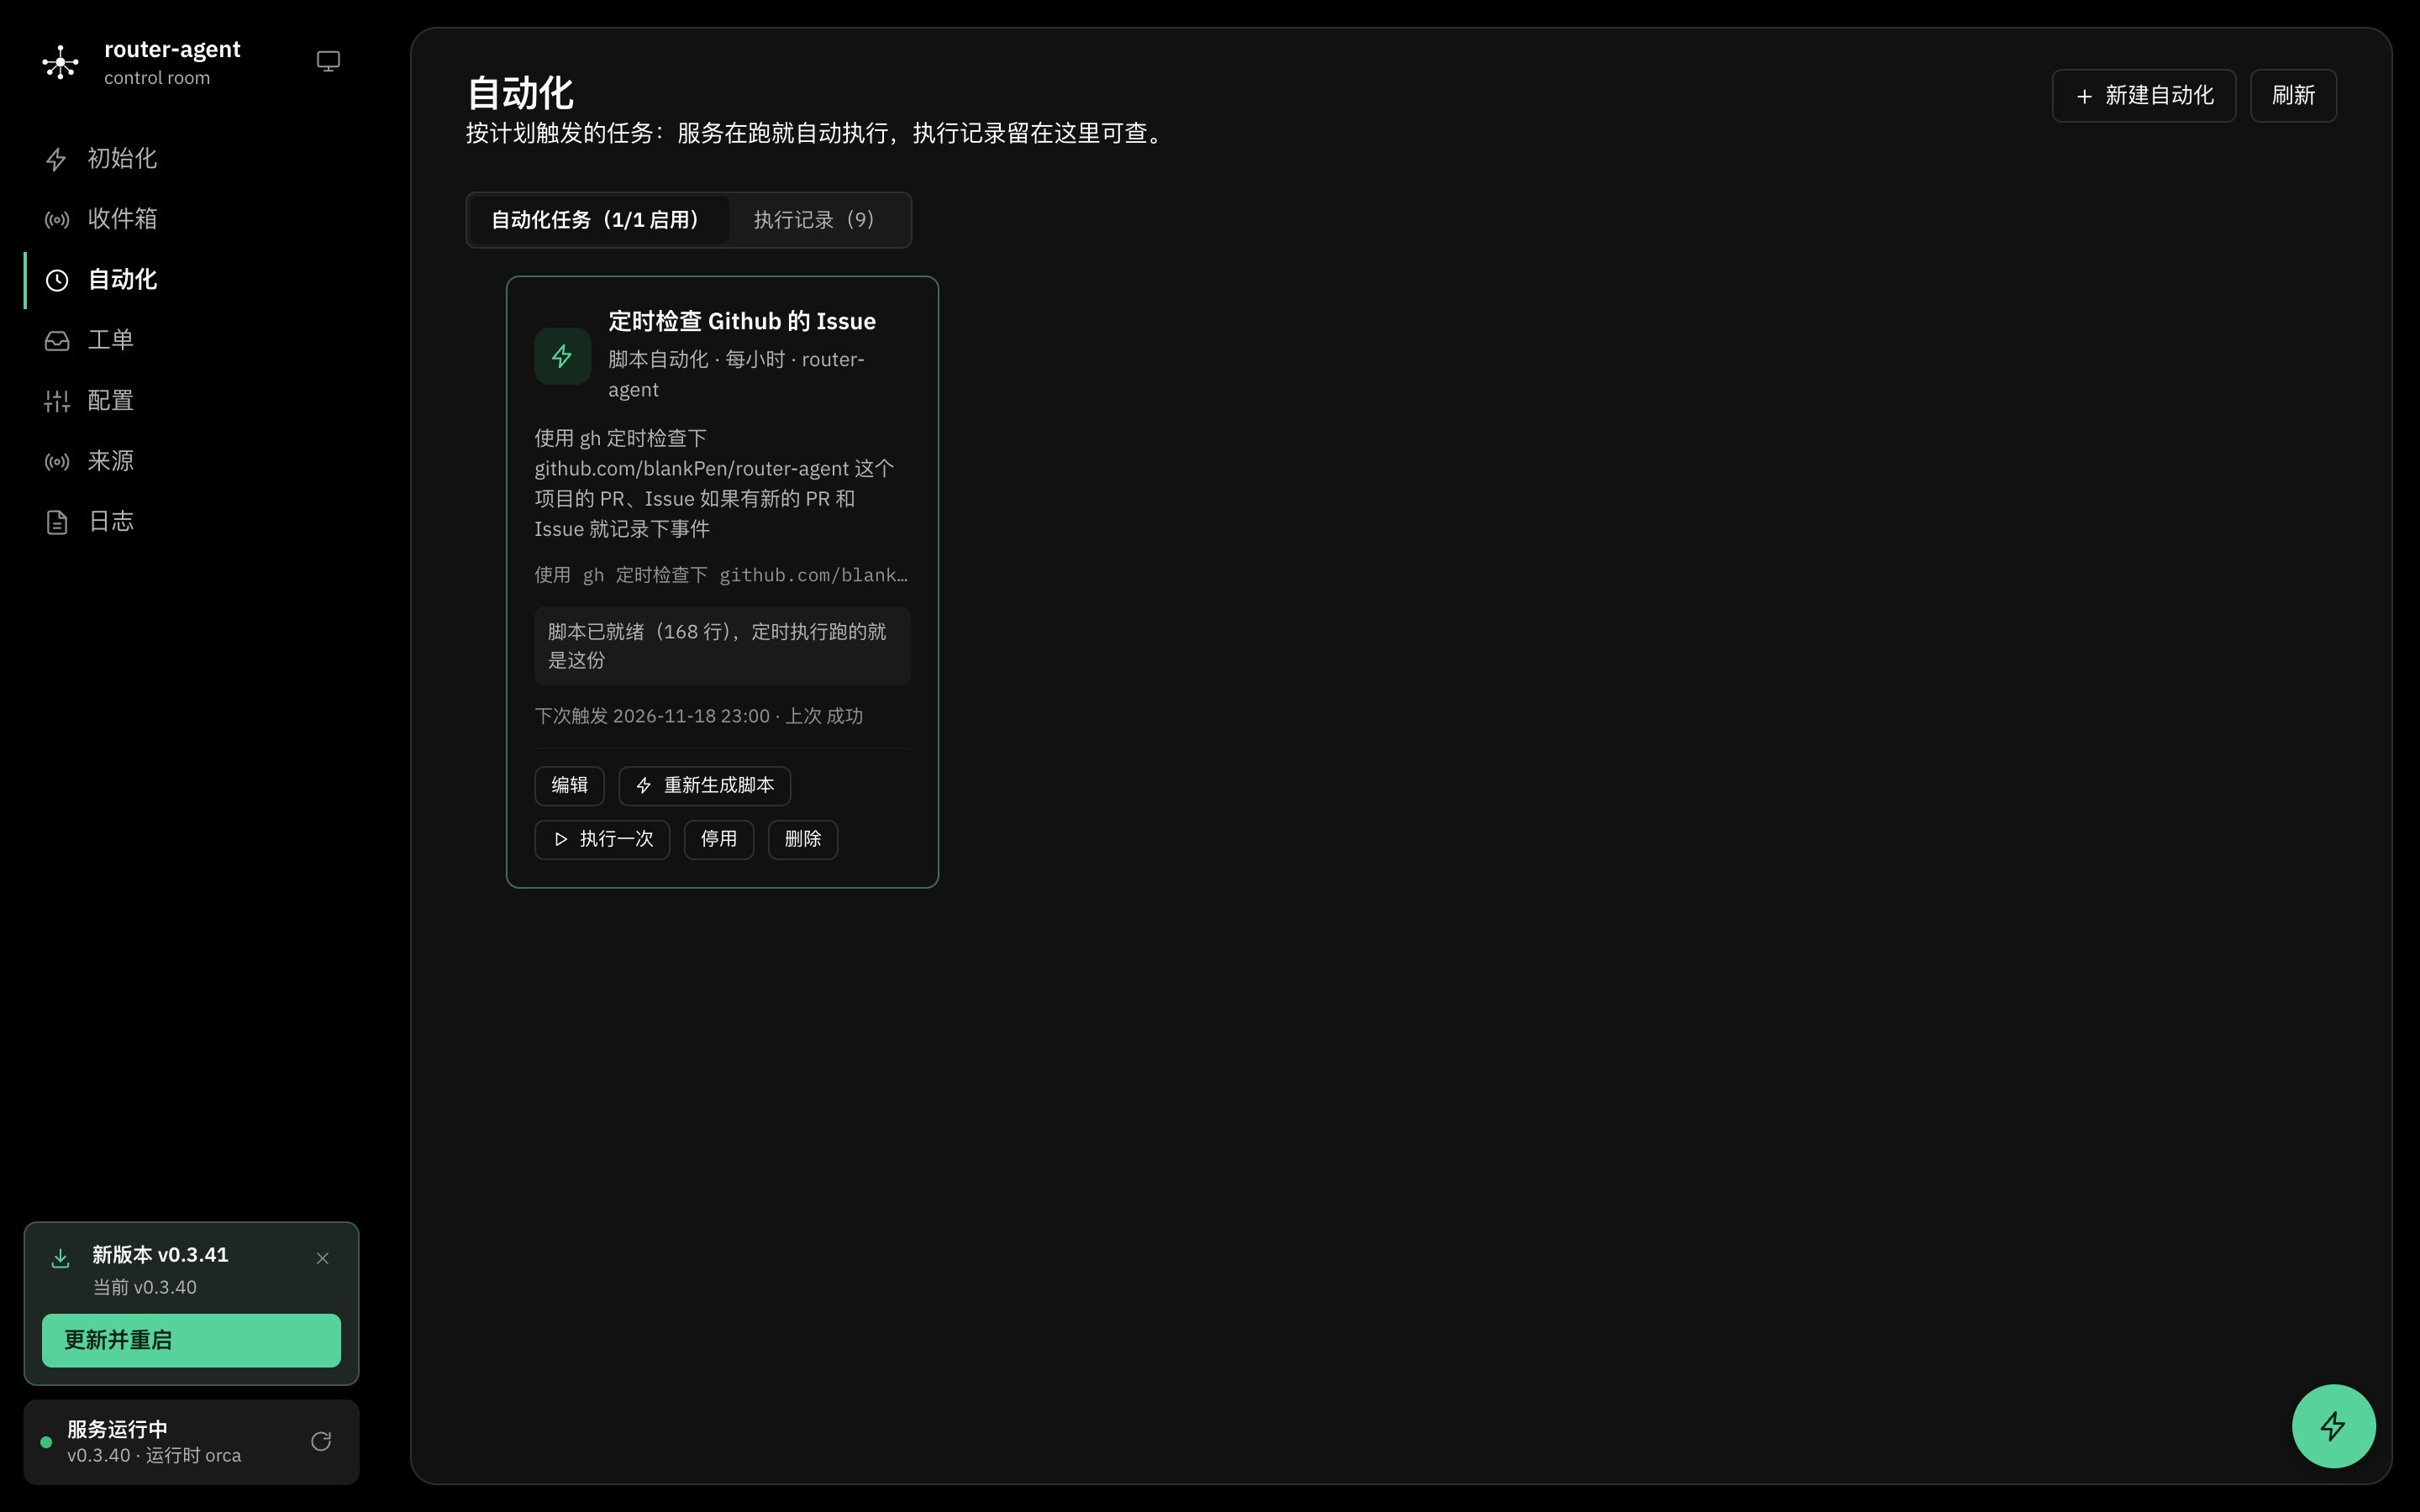 router-agent
control room
初始化
收件箱
自动化
工单
配置
来源
日志
新版本 v0.3.41
当前 v0.3.40
更新并重启
服务运行中
v0.3.40 · 运行时 orca
自动化
按计划触发的任务：服务在跑就自动执行，执行记录留在这里可查。
新建自动化
刷新
自动化任务（1/1 启用）
执行记录（9）
定时检查 Github 的 Issue
脚本自动化 · 每小时 · router-
agent
使用 gh 定时检查下
github.com/blankPen/router-agent 这个
项目的 PR、Issue 如果有新的 PR 和
Issue 就记录下事件
使用 gh 定时检查下 github.com/blank…
脚本已就绪（168 行），定时执行跑的就
是这份
下次触发 2026-11-18 23:00 · 上次 成功
编辑
重新生成脚本
执行一次
停用
删除